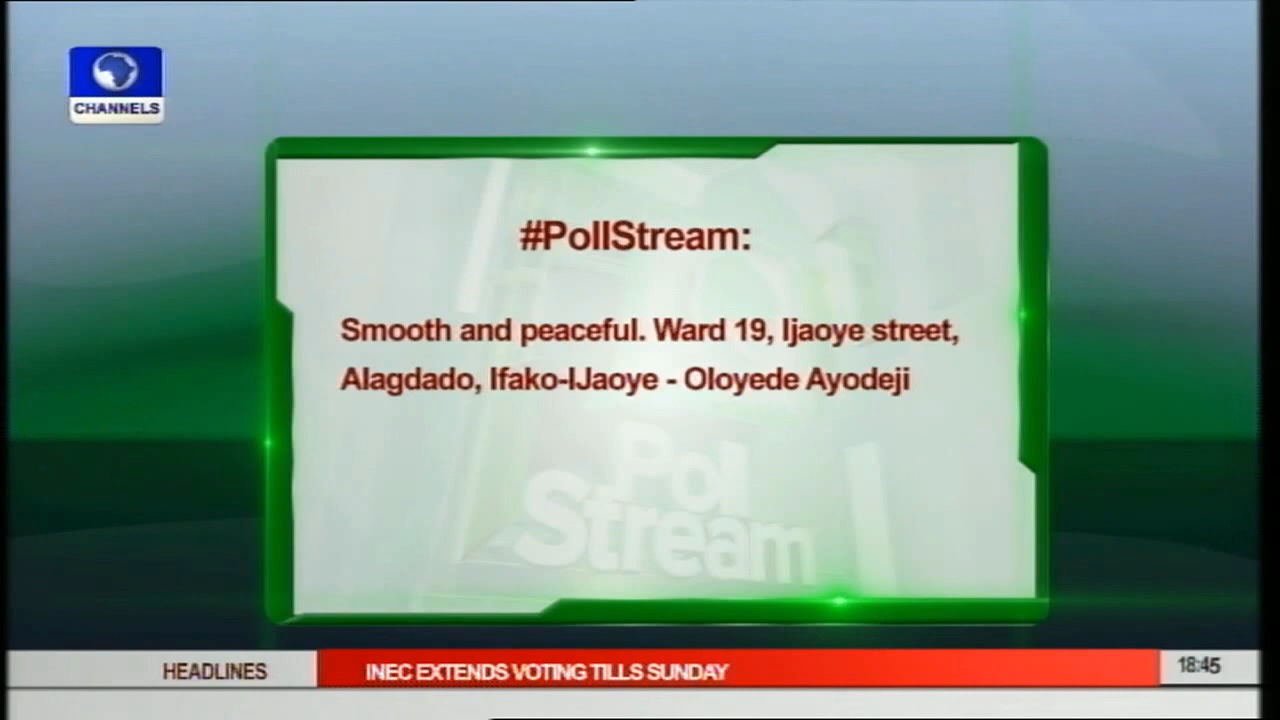 CHANNELS
#PollStream:
Smooth and peaceful. Ward 19, Ijaoye street,
Alagdado, Ifako-IJaoye - Oloyede Ayodeji
Pol
Stream
HEADLINES
INEC EXTENDS VOTING TILLS SUNDAY
18:45